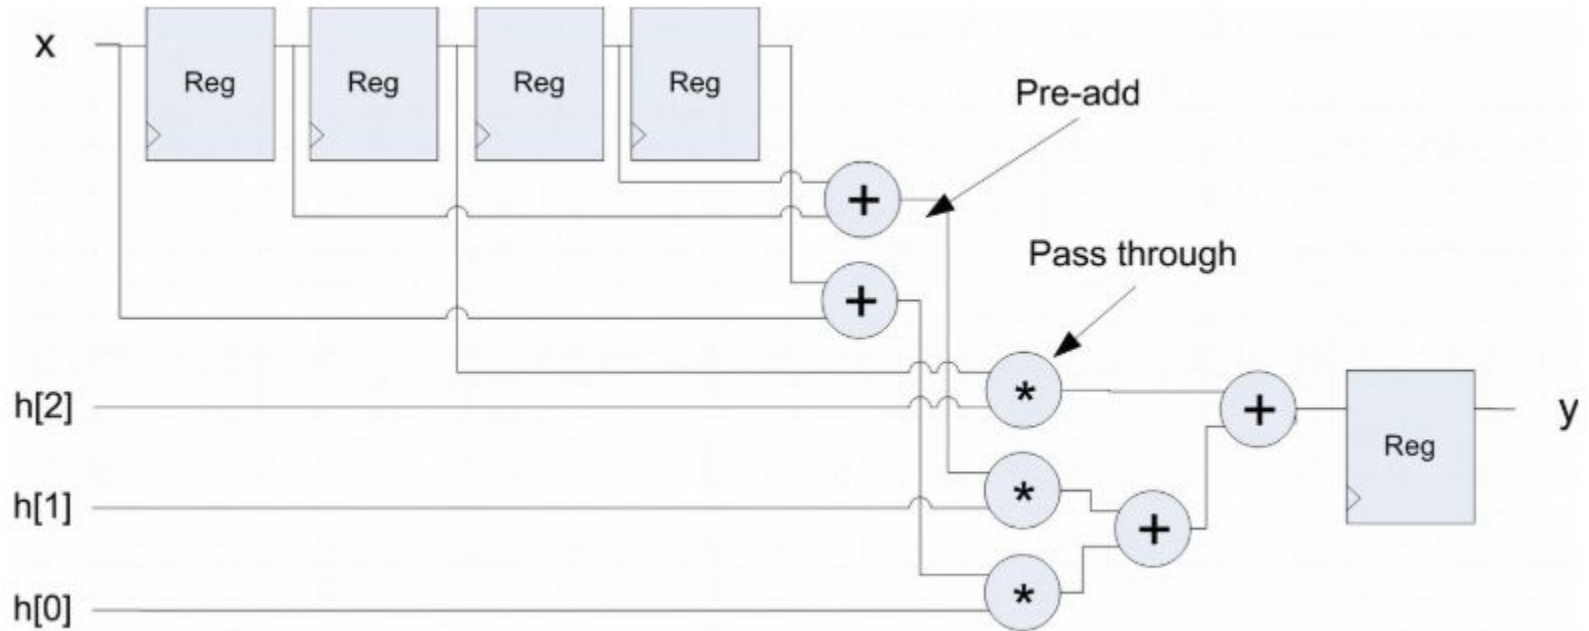 x
Reg
Reg
Reg
Reg
Pre-add
+
Pass through
+
*
h[2]
+
y
Reg
*
h[1]
+
*
h[0]